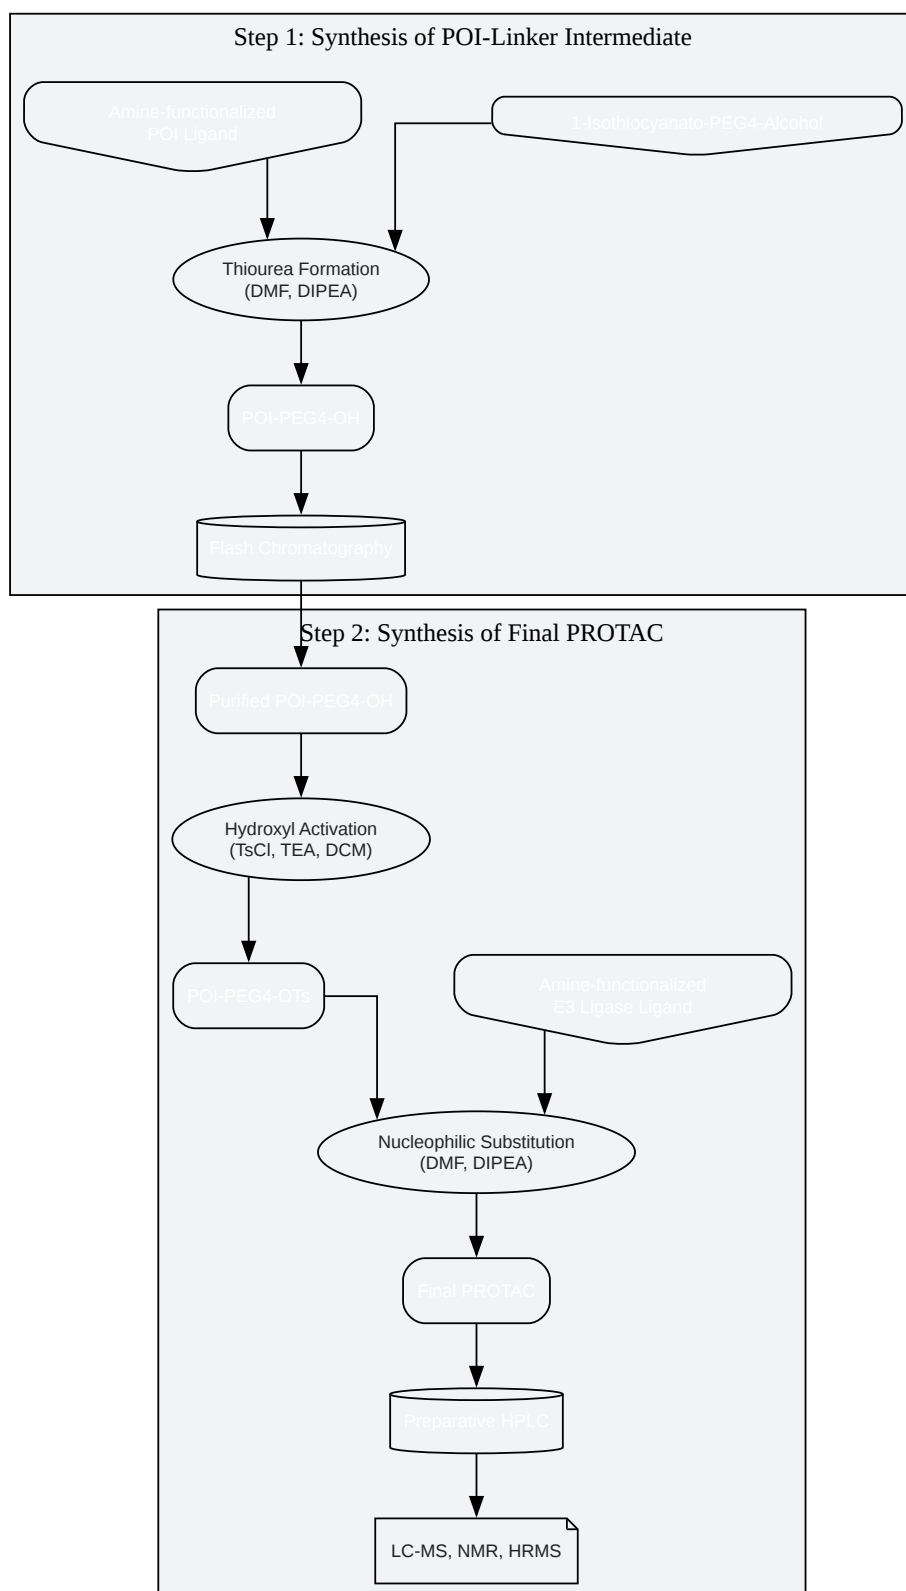 Step 1: Synthesis of POI-Linker Intermediate
Amine-functionalized
POI Ligand
1-Isothiocyanato-PEG4-Alcohol
Thiourea Formation
(DMF, DIPEA)
POI-PEG4-OH
Flash Chromatography
Step 2: Synthesis of Final PROTAC
Purified POI-PEG4-OH
Hydroxyl Activation
(TsCl, TEA, DCM)
POI-PEG4-OTs
Amine-functionalized
E3 Ligase Ligand
Nucleophilic Substitution
(DMF, DIPEA)
Final PROTAC
Preparative HPLC
LC-MS, NMR, HRMS